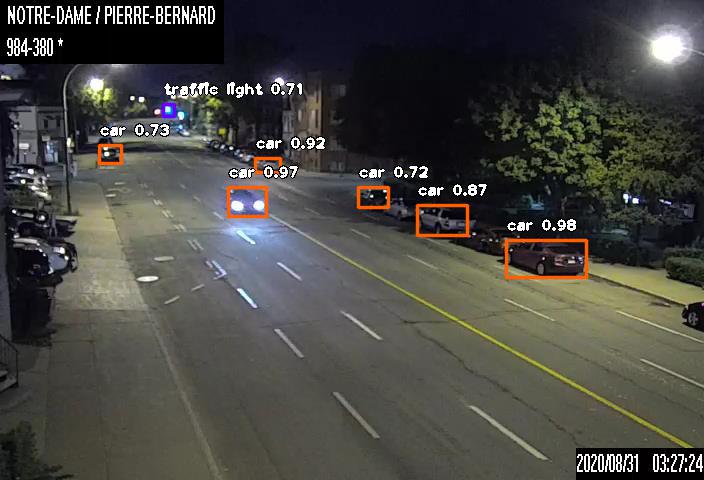 NOTRE-DAME / PIERRE-BERNARD
984-380 *
traffic light 0.71
car 0.73
car 0.92
car 0.97
car 0.72
car 0.87
car 0.98
2020/08/31 03:27:24